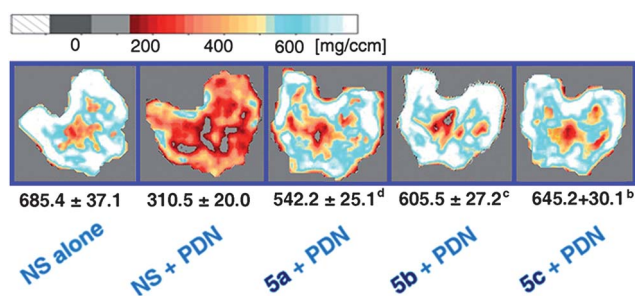 0 200 400 600 [mg/ccm]
685.4 ± 37.1 310.5 ± 20.0 542.2 ± 25.1ᵈ 605.5 ± 27.2ᶜ 645.2+30.1ᵇ
NS alone NS + PDN 5a + PDN 5b + PDN 5c + PDN